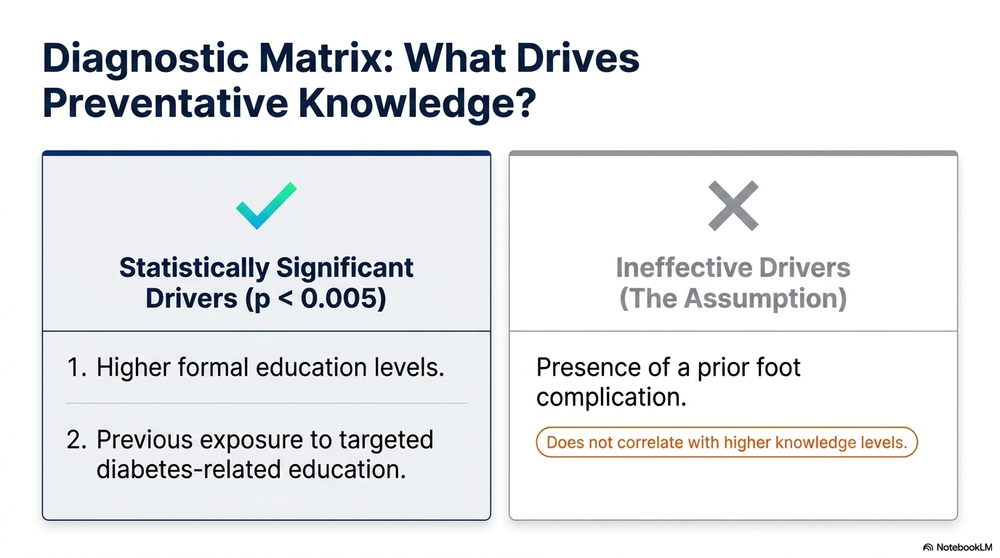 Diagnostic Matrix: What Drives
Preventative Knowledge?
Statistically Significant
Drivers (p < 0.005)
1. Higher formal education levels.
2. Previous exposure to targeted
diabetes-related education.
Ineffective Drivers
(The Assumption)
Presence of a prior foot
complication.
Does not correlate with higher knowledge levels.
NotebookLM